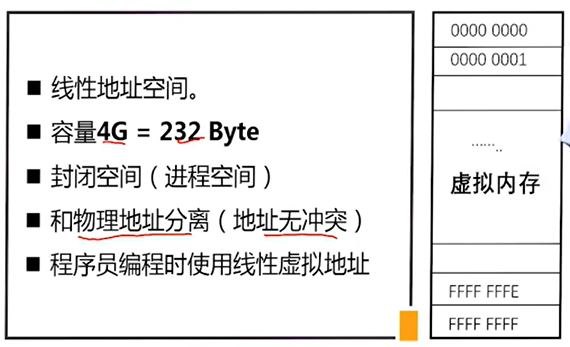 ■ 线性地址空间。
■ 容量4G = 232 Byte
■ 封闭空间（进程空间）
■ 和物理地址分离（地址无冲突）
■ 程序员编程时使用线性虚拟地址
0000 0000
0000 0001
……..
虚拟内存
FFFF FFFE
FFFF FFFF